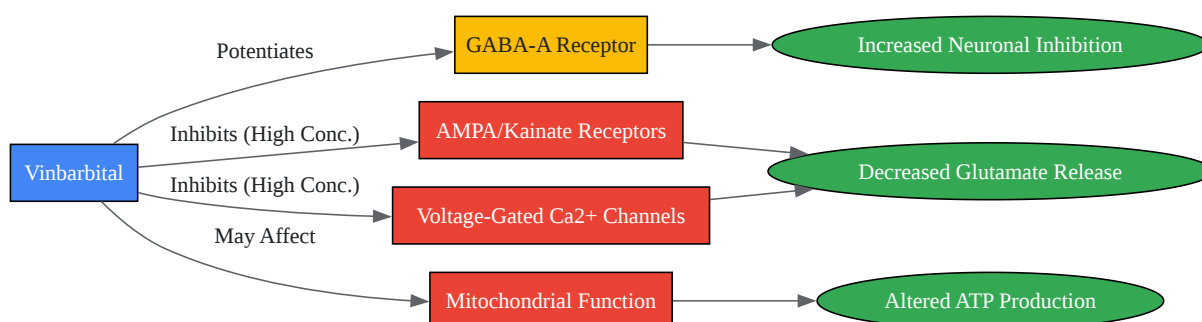 Potentiates
GABA-A Receptor
Increased Neuronal Inhibition
Inhibits (High Conc.)
AMPA/Kainate Receptors
Vinbarbital
Inhibits (High Conc.)
Decreased Glutamate Release
Voltage-Gated Ca2+ Channels
May Affect
Mitochondrial Function
Altered ATP Production